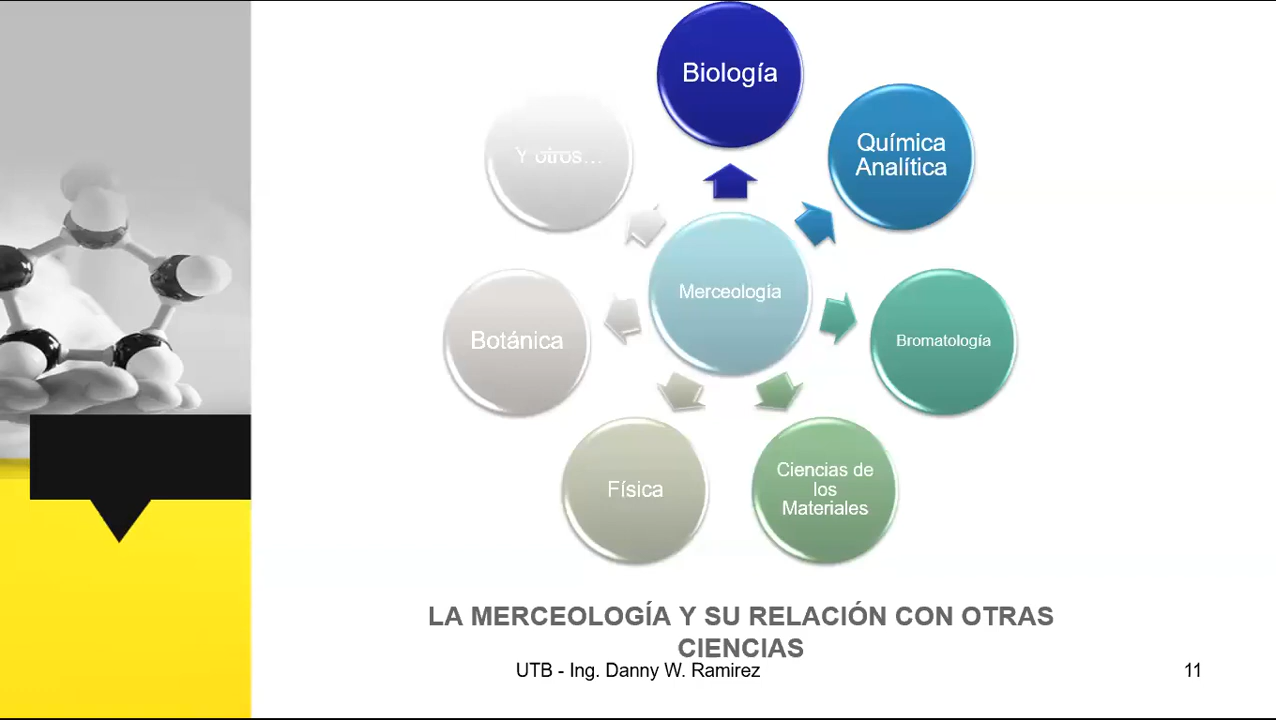 Biología
Química
Analítica
Y otros...
Merceología
Botánica
Bromatología
Física
Ciencias de
los
Materiales
LA MERCEOLOGÍA Y SU RELACIÓN CON OTRAS
CIENCIAS
UTB - Ing. Danny W. Ramirez
11